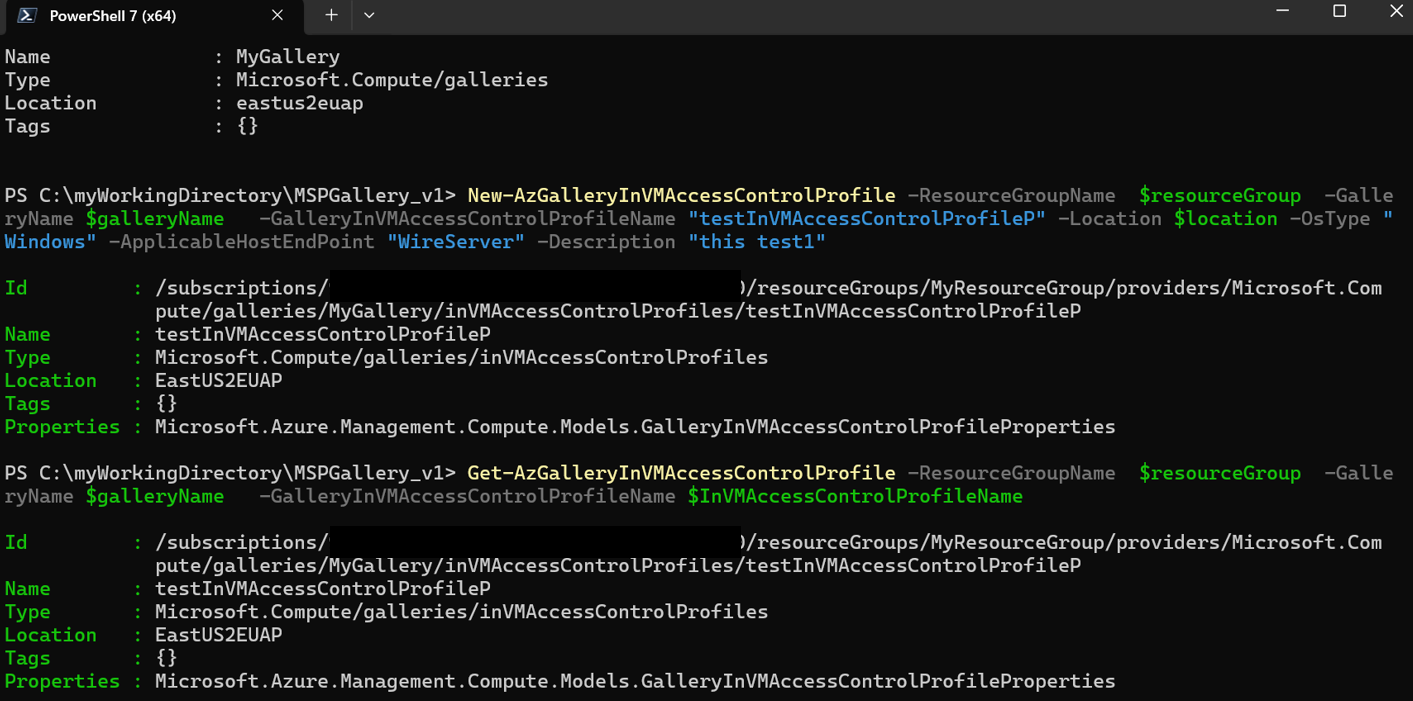 PowerShell 7 (x64)
Name : MyGallery
Type : Microsoft.Compute/galleries
Location : eastus2euap
Tags : {}
PS C:\myWorkingDirectory\MSPGallery_v1> New-AzGalleryInVMAccessControlProfile -ResourceGroupName $resourceGroup -Galle
ryName $galleryName -GalleryInVMAccessControlProfileName "testInVMAccessControlProfileP" -Location $location -OsType "
Windows" -ApplicableHostEndPoint "WireServer" -Description "this test1"
Id : /subscriptions/ /resourceGroups/MyResourceGroup/providers/Microsoft.Com
pute/galleries/MyGallery/inVMAccessControlProfiles/testInVMAccessControlProfileP
Name : testInVMAccessControlProfileP
Type : Microsoft.Compute/galleries/inVMAccessControlProfiles
Location : EastUS2EUAP
Tags : {}
Properties : Microsoft.Azure.Management.Compute.Models.GalleryInVMAccessControlProfileProperties
PS C:\myWorkingDirectory\MSPGallery_v1> Get-AzGalleryInVMAccessControlProfile -ResourceGroupName $resourceGroup -Galle
ryName $galleryName -GalleryInVMAccessControlProfileName $InVMAccessControlProfileName
Id : /subscriptions/ /resourceGroups/MyResourceGroup/providers/Microsoft.Com
pute/galleries/MyGallery/inVMAccessControlProfiles/testInVMAccessControlProfileP
Name : testInVMAccessControlProfileP
Type : Microsoft.Compute/galleries/inVMAccessControlProfiles
Location : EastUS2EUAP
Tags : {}
Properties : Microsoft.Azure.Management.Compute.Models.GalleryInVMAccessControlProfileProperties